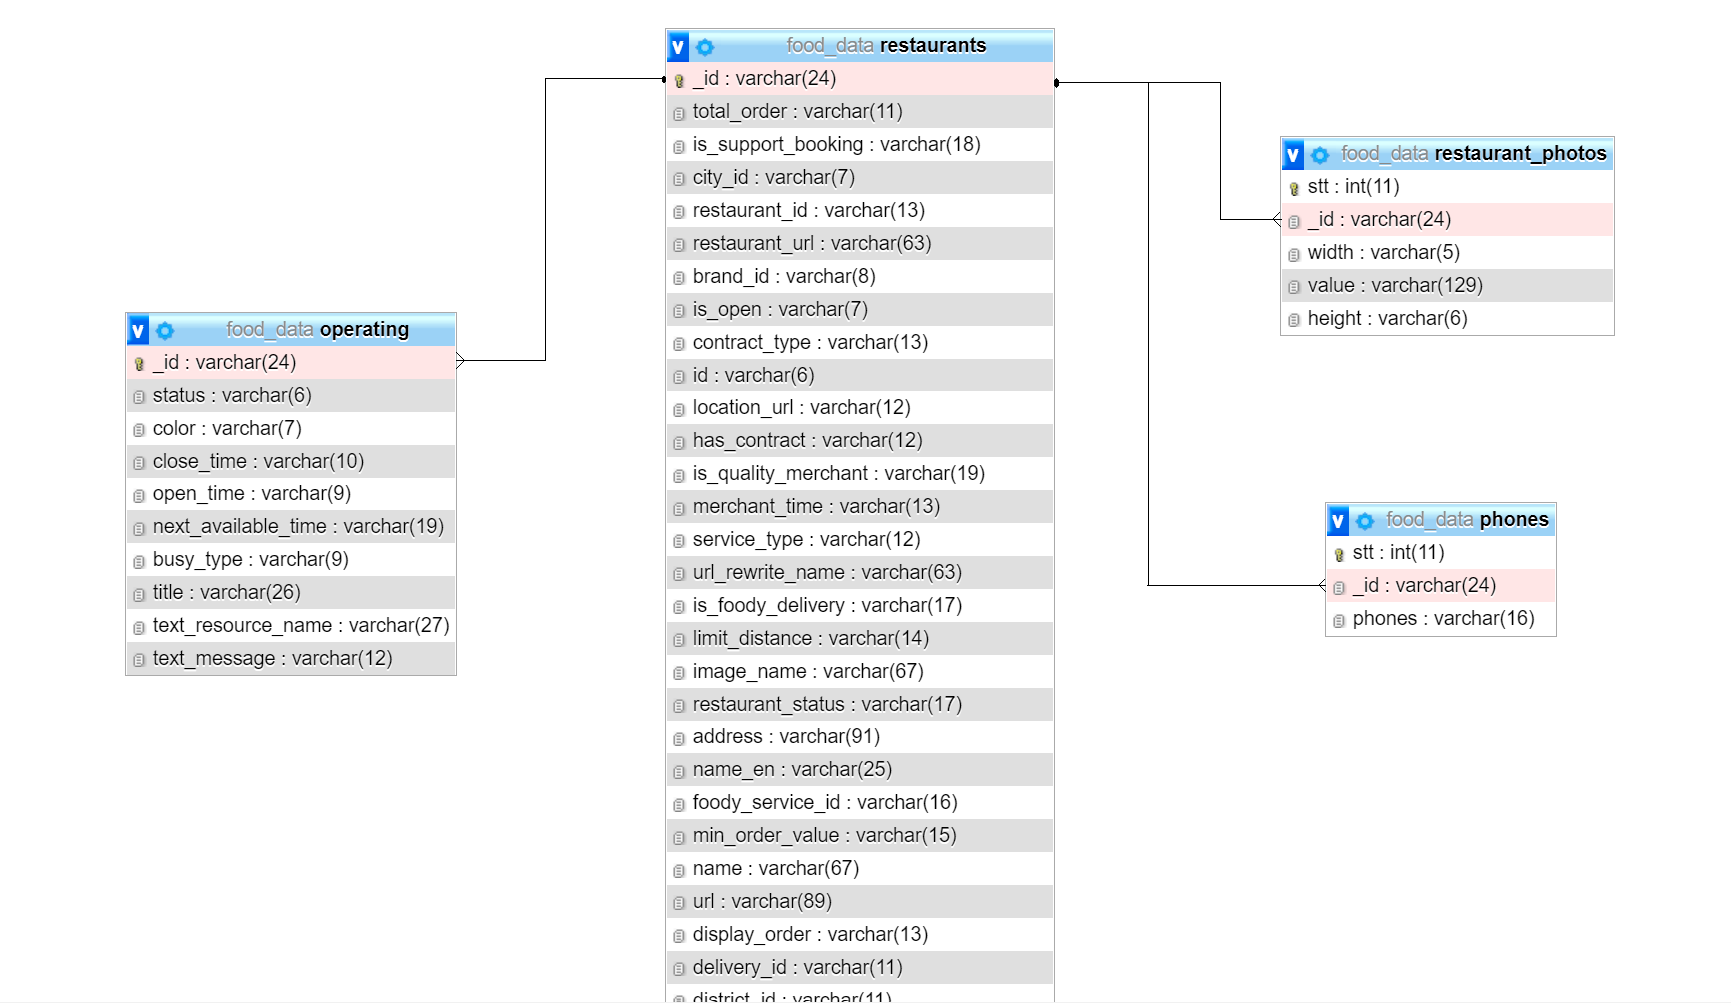 food_data restaurants
_id : varchar(24)
total_order : varchar(11)
is_support_booking : varchar(18)
city_id : varchar(7)
restaurant_id : varchar(13)
restaurant_url : varchar(63)
brand_id : varchar(8)
is_open : varchar(7)
contract_type : varchar(13)
id : varchar(6)
location_url : varchar(12)
has_contract : varchar(12)
is_quality_merchant : varchar(19)
merchant_time : varchar(13)
service_type : varchar(12)
url_rewrite_name : varchar(63)
is_foody_delivery : varchar(17)
limit_distance : varchar(14)
image_name : varchar(67)
restaurant_status : varchar(17)
address : varchar(91)
name_en : varchar(25)
foody_service_id : varchar(16)
min_order_value : varchar(15)
name : varchar(67)
url : varchar(89)
display_order : varchar(13)
delivery_id : varchar(11)
district_id : varchar(11)
food_data operating
_id : varchar(24)
status : varchar(6)
color : varchar(7)
close_time : varchar(10)
open_time : varchar(9)
next_available_time : varchar(19)
busy_type : varchar(9)
title : varchar(26)
text_resource_name : varchar(27)
text_message : varchar(12)
food_data restaurant_photos
stt : int(11)
_id : varchar(24)
width : varchar(5)
value : varchar(129)
height : varchar(6)
food_data phones
stt : int(11)
_id : varchar(24)
phones : varchar(16)